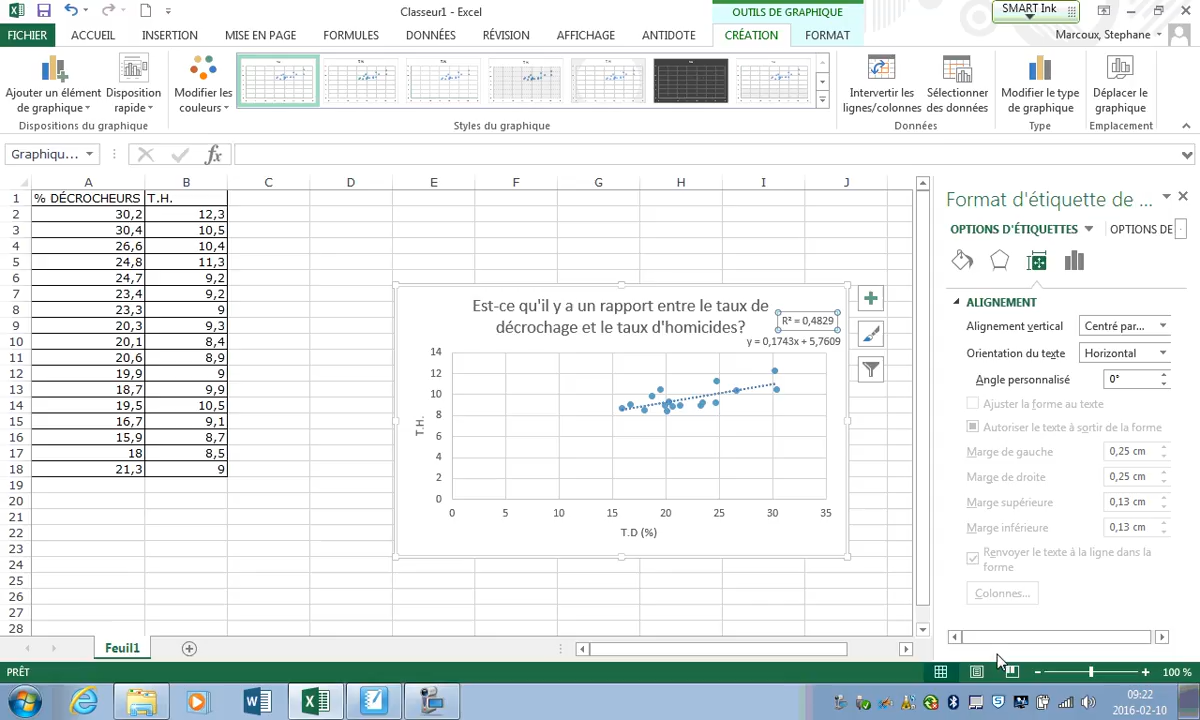 Classeur1 - Excel
OUTILS DE GRAPHIQUE
SMART Ink
FICHIER ACCUEIL INSERTION MISE EN PAGE FORMULES DONNÉES RÉVISION AFFICHAGE ANTIDOTE CRÉATION FORMAT
Marcoux, Stephane
Ajouter un élément de graphique
Disposition rapide
Modifier les couleurs
Intervertir les lignes/colonnes
Sélectionner des données
Modifier le type de graphique
Déplacer le graphique
Dispositions du graphique
Styles du graphique
Données
Type
Emplacement
Graphiqu...
fx
A B C D E F G H I J
1 % DÉCROCHEURS T.H.
2 30,2 12,3
3 30,4 10,5
4 26,6 10,4
5 24,8 11,3
6 24,7 9,2
7 23,4 9,2
8 23,3 9
9 20,3 9,3
10 20,1 8,4
11 20,6 8,9
12 19,9 9
13 18,7 9,9
14 19,5 10,5
15 16,7 9,1
16 15,9 8,7
17 18 8,5
18 21,3 9
19
20
21
22
23
24
25
26
27
28
Est-ce qu'il y a un rapport entre le taux de
décrochage et le taux d'homicides?
R² = 0,4829
y = 0,1743x + 5,7609
14
12
10
8
6
4
2
0
T.H.
0 5 10 15 20 25 30 35
T.D (%)
Format d'étiquette de ...
OPTIONS D'ÉTIQUETTES OPTIONS DE
ALIGNEMENT
Alignement vertical Centré par...
Orientation du texte Horizontal
Angle personnalisé 0°
Ajuster la forme au texte
Autoriser le texte à sortir de la forme
Marge de gauche 0,25 cm
Marge de droite 0,25 cm
Marge supérieure 0,13 cm
Marge inférieure 0,13 cm
Renvoyer le texte à la ligne dans la
forme
Colonnes...
Feuil1
PRÊT
100 %
09:22
2016-02-10